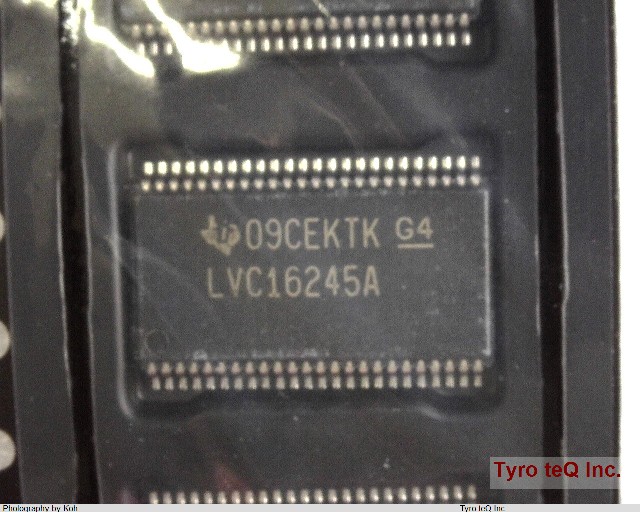 09CEKTK G4
LVC16245A
Tyro teQ Inc.
Photography by Koh
Tyro teQ Inc